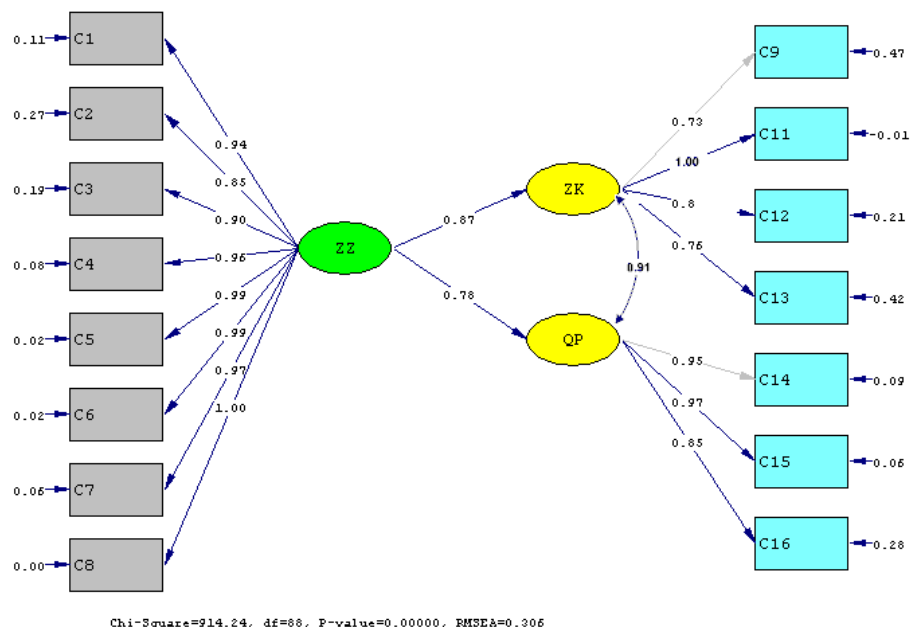 0.11 C1
0.27 C2
0.19 C3
0.08 C4
0.02 C5
0.02 C6
0.05 C7
0.00 C8
0.94
0.85
0.90
0.96
0.99
0.99
0.97
1.00
ZZ
0.87
0.78
ZK
QP
0.91
0.73
1.00
0.8
0.76
0.95
0.97
0.85
C9 0.47
C11 -0.01
C12 0.21
C13 0.42
C14 0.09
C15 0.05
C16 0.28
Chi-Square=914.24, df=88, P-value=0.00000, RMSEA=0.306